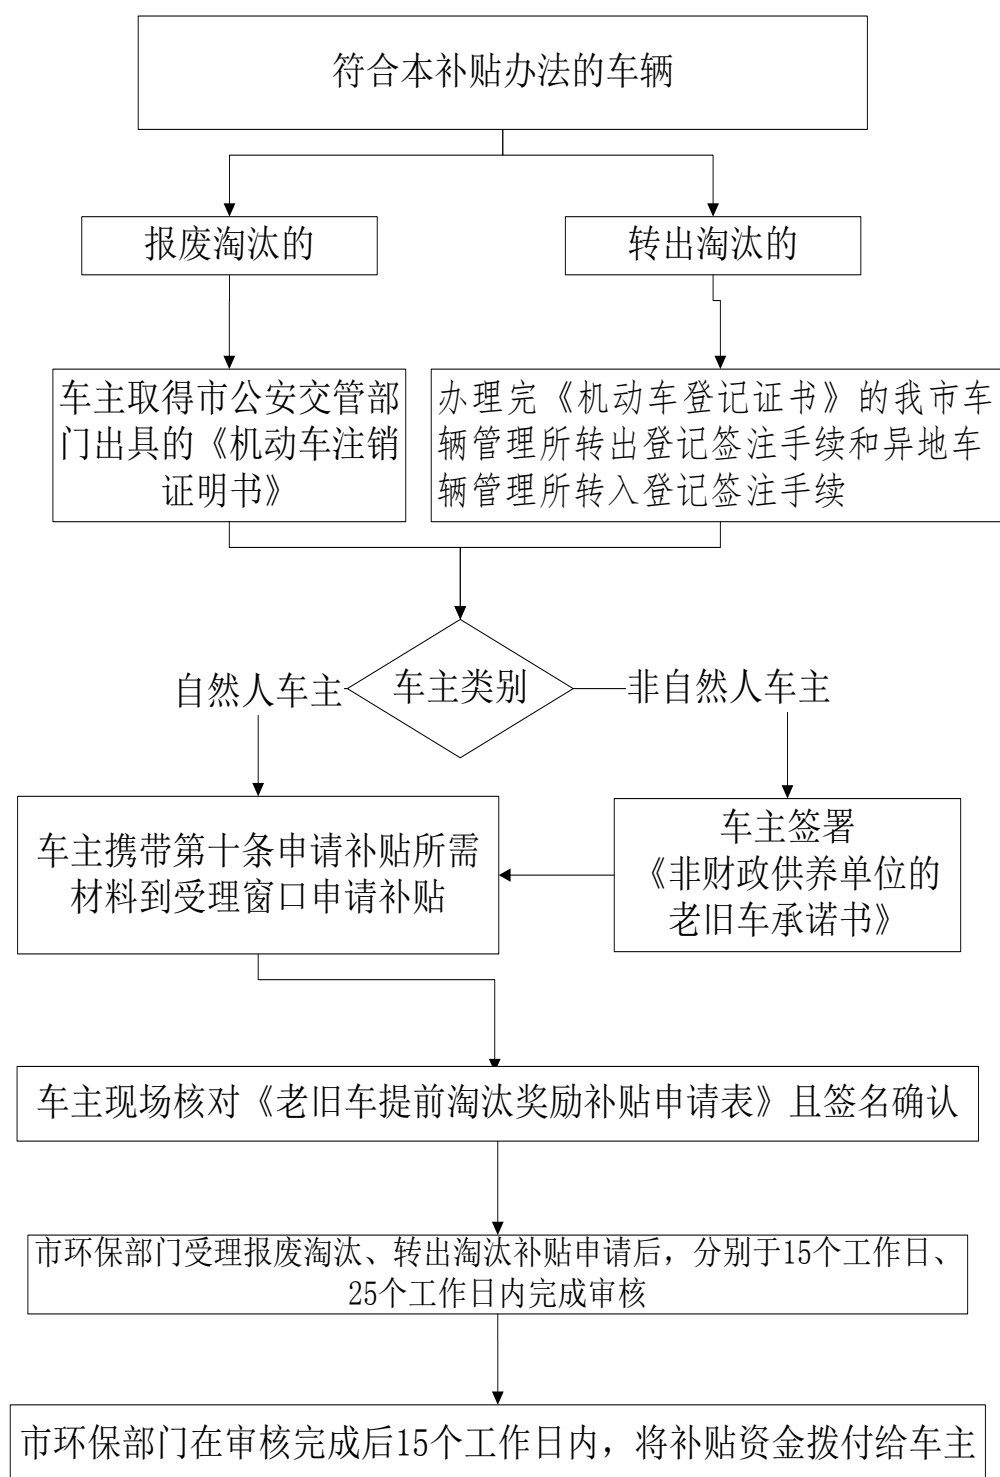 符合本补贴办法的车辆
报废淘汰的
转出淘汰的
车主取得市公安交管部
门出具的《机动车注销
证明书》
办理完《机动车登记证书》的我市车
辆管理所转出登记签注手续和异地车
辆管理所转入登记签注手续
自然人车主
车主类别
非自然人车主
车主携带第十条申请补贴所需
材料到受理窗口申请补贴
车主签署
《非财政供养单位的
老旧车承诺书》
车主现场核对《老旧车提前淘汰奖励补贴申请表》且签名确认
市环保部门受理报废淘汰、转出淘汰补贴申请后，分别于15个工作日、
25个工作日内完成审核
市环保部门在审核完成后15个工作日内，将补贴资金拨付给车主